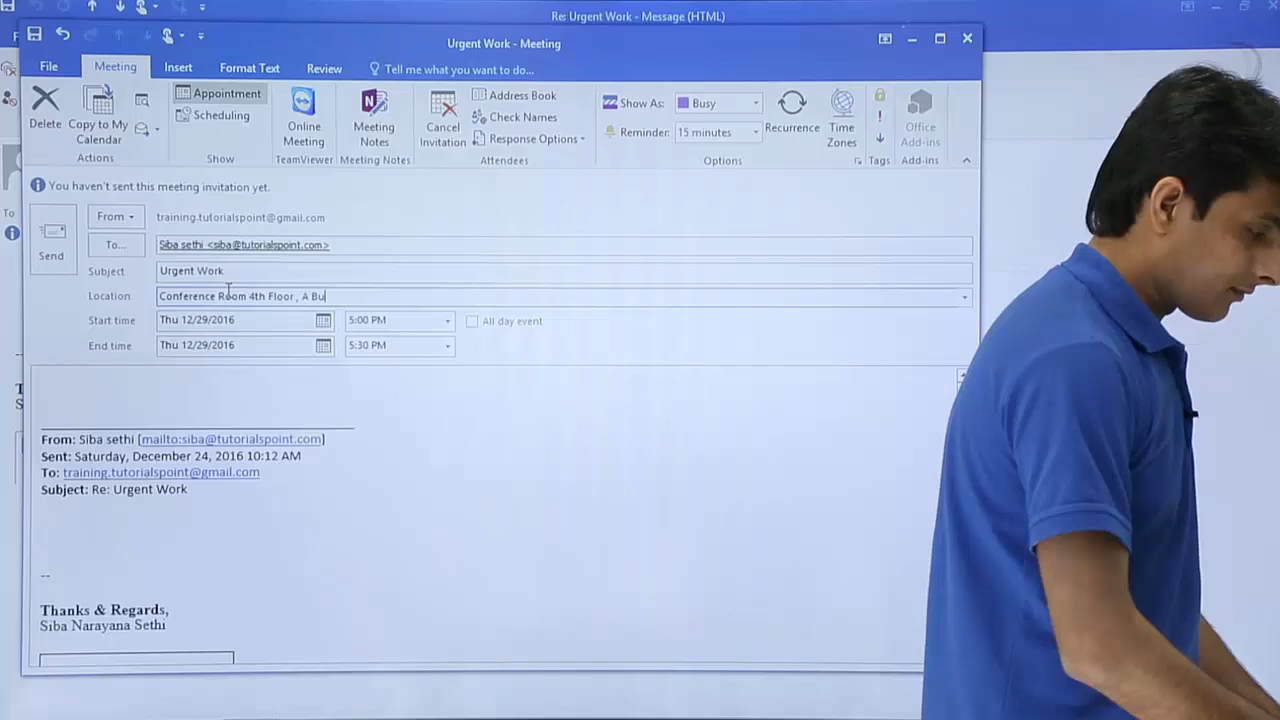 Re: Urgent Work - Message (HTML)
Urgent Work - Meeting
File Meeting Insert Format Text Review Tell me what you want to do...
Delete
Copy to My Calendar
Actions
Appointment
Scheduling
Show
Online Meeting
TeamViewer
Meeting Notes
Meeting Notes
Cancel Invitation
Address Book
Check Names
Response Options
Attendees
Show As: Busy
Reminder: 15 minutes
Recurrence
Time Zones
Options
Tags
Office Add-ins
Add-ins
You haven't sent this meeting invitation yet.
To
Send
From training.tutorialspoint@gmail.com
To... Siba sethi <siba@tutorialspoint.com>
Subject Urgent Work
Location Conference Room 4th Floor , A Bu
Start time Thu 12/29/2016 5:00 PM All day event
End time Thu 12/29/2016 5:30 PM
From: Siba sethi [mailto:siba@tutorialspoint.com]
Sent: Saturday, December 24, 2016 10:12 AM
To: training.tutorialspoint@gmail.com
Subject: Re: Urgent Work
--
Thanks & Regards,
Siba Narayana Sethi